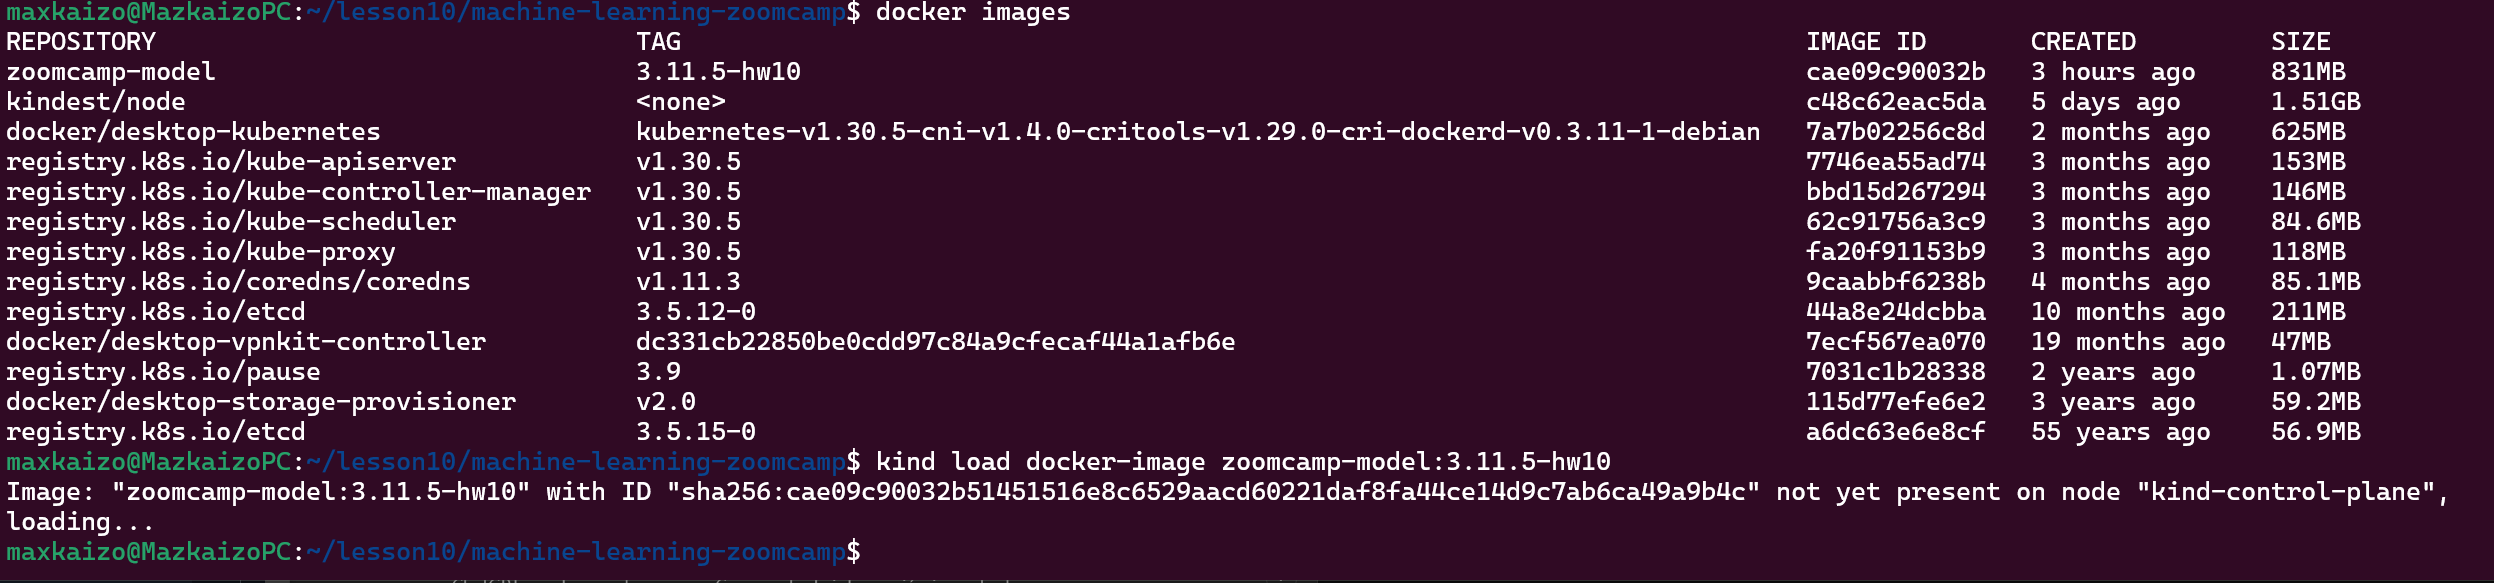 maxkaizo@MazkaizoPC:~/lesson10/machine-learning-zoomcamp$ docker images
REPOSITORY TAG IMAGE ID CREATED SIZE
zoomcamp-model 3.11.5-hw10 cae09c90032b 3 hours ago 831MB
kindest/node <none> c48c62eac5da 5 days ago 1.51GB
docker/desktop-kubernetes kubernetes-v1.30.5-cni-v1.4.0-critools-v1.29.0-cri-dockerd-v0.3.11-1-debian 7a7b02256c8d 2 months ago 625MB
registry.k8s.io/kube-apiserver v1.30.5 7746ea55ad74 3 months ago 153MB
registry.k8s.io/kube-controller-manager v1.30.5 bbd15d267294 3 months ago 146MB
registry.k8s.io/kube-scheduler v1.30.5 62c91756a3c9 3 months ago 84.6MB
registry.k8s.io/kube-proxy v1.30.5 fa20f91153b9 3 months ago 118MB
registry.k8s.io/coredns/coredns v1.11.3 9caabbf6238b 4 months ago 85.1MB
registry.k8s.io/etcd 3.5.12-0 44a8e24dcbba 10 months ago 211MB
docker/desktop-vpnkit-controller dc331cb22850be0cdd97c84a9cfecaf44a1afb6e 7ecf567ea070 19 months ago 47MB
registry.k8s.io/pause 3.9 7031c1b28338 2 years ago 1.07MB
docker/desktop-storage-provisioner v2.0 115d77efe6e2 3 years ago 59.2MB
registry.k8s.io/etcd 3.5.15-0 a6dc63e6e8cf 55 years ago 56.9MB
maxkaizo@MazkaizoPC:~/lesson10/machine-learning-zoomcamp$ kind load docker-image zoomcamp-model:3.11.5-hw10
Image: "zoomcamp-model:3.11.5-hw10" with ID "sha256:cae09c90032b51451516e8c6529aacd60221daf8fa44ce14d9c7ab6ca49a9b4c" not yet present on node "kind-control-plane",
loading...
maxkaizo@MazkaizoPC:~/lesson10/machine-learning-zoomcamp$